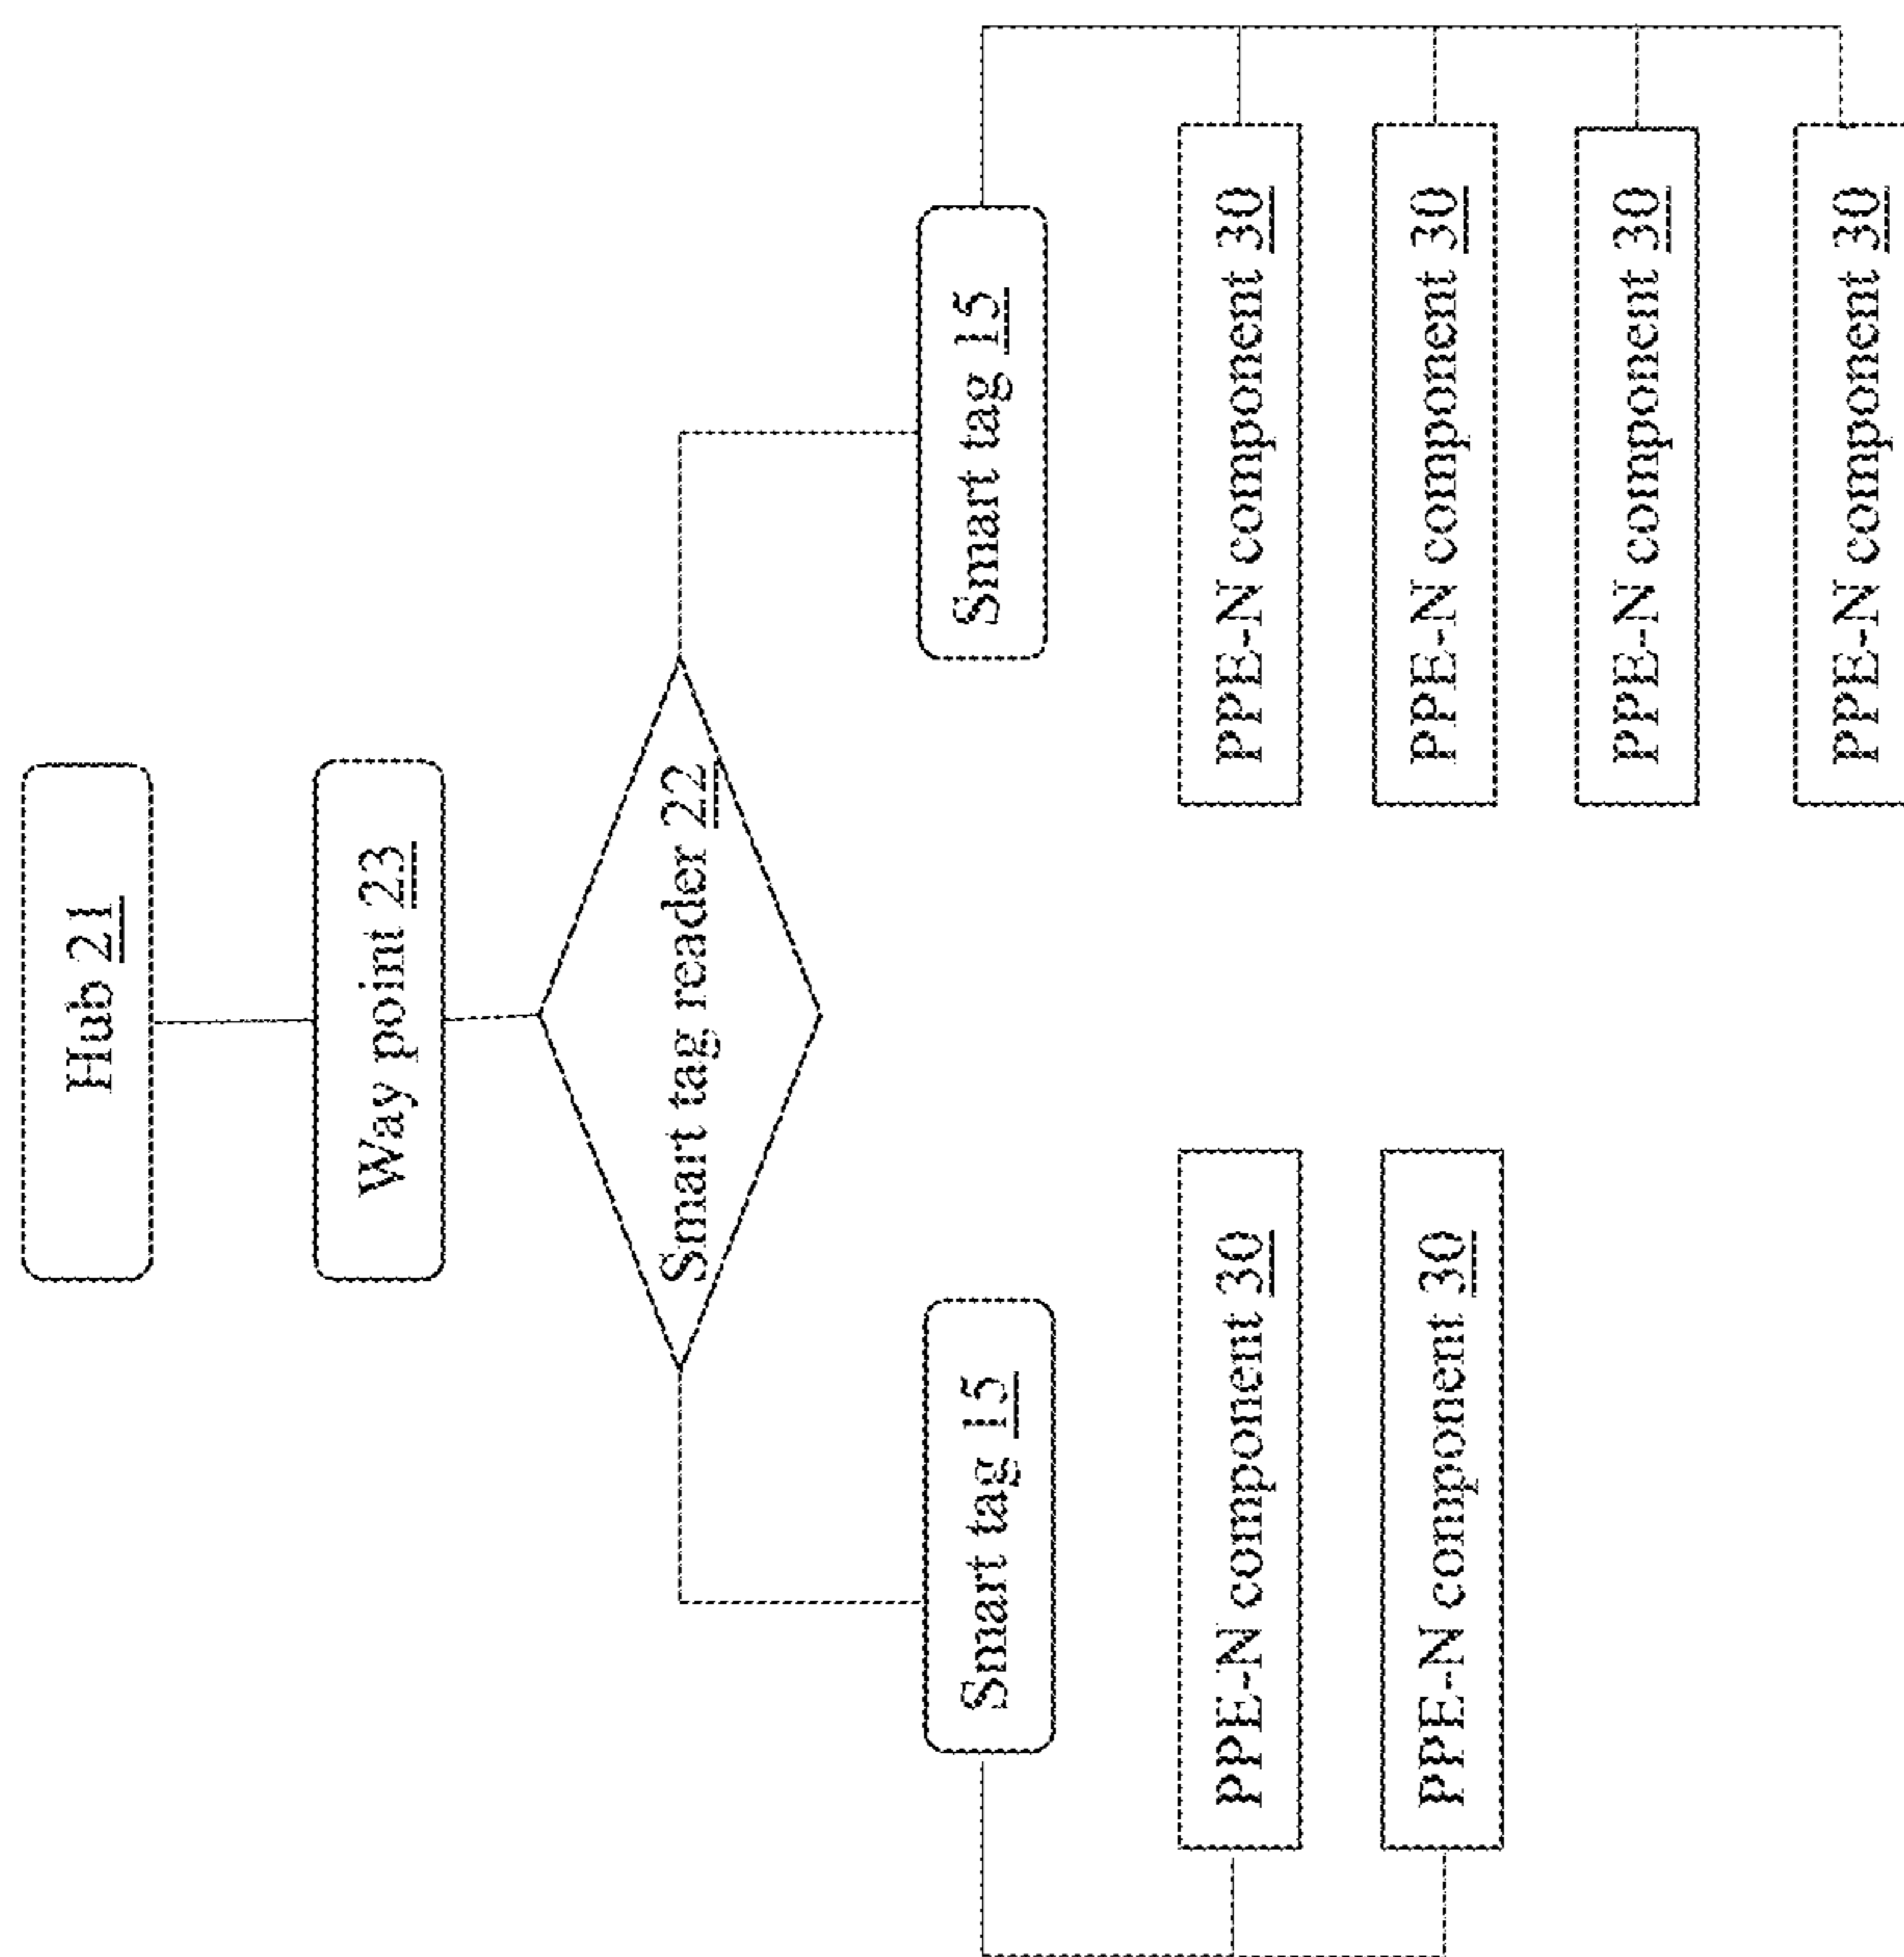 Hub 21
Way point 23
Smart tag reader 22
Smart tag 15
PPE-N component 30
PPE-N component 30
Smart tag 15
PPE-N component 30
PPE-N component 30
PPE-N component 30
PPE-N component 30